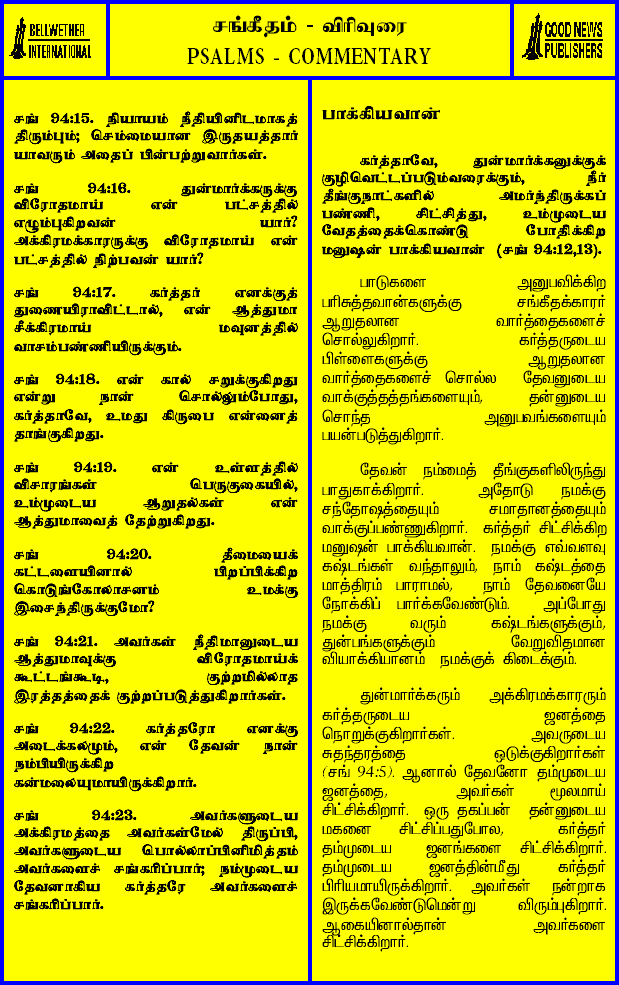 BELLWETHER
INTERNATIONAL
சங்கீதம் - விரிவுரை
PSALMS - COMMENTARY
GOOD NEWS
PUBLISHERS
சங் 94:15. நியாயம் நீதியினிடமாகத்
திரும்பும்; செம்மையான இருதயத்தார்
யாவரும் அதைப் பின்பற்றுவார்கள்.
சங் 94:16. துன்மார்க்கருக்கு
விரோதமாய் என் பட்சத்தில்
எழும்புகிறவன் யார்?
அக்கிரமக்காரருக்கு விரோதமாய் என்
பட்சத்தில் நிற்பவன் யார்?
சங் 94:17. கர்த்தர் எனக்குத்
துணையிராவிட்டால், என் ஆத்துமா
சீக்கிரமாய் மவுனத்தில்
வாசம்பண்ணியிருக்கும்.
சங் 94:18. என் கால் சறுக்குகிறது
என்று நான் சொல்லும்போது,
கர்த்தாவே, உமது கிருபை என்னைத்
தாங்குகிறது.
சங் 94:19. என் உள்ளத்தில்
விசாரங்கள் பெருகுகையில்,
உம்முடைய ஆறுதல்கள் என்
ஆத்துமாவைத் தேற்றுகிறது.
சங் 94:20. தீமையைக்
கட்டளையினால் பிறப்பிக்கிற
கொடுங்கோலாசனம் உமக்கு
இசைந்திருக்குமோ?
சங் 94:21. அவர்கள் நீதிமானுடைய
ஆத்துமாவுக்கு விரோதமாய்க்
கூட்டங்கூடி, குற்றமில்லாத
இரத்தத்தைக் குற்றப்படுத்துகிறார்கள்.
சங் 94:22. கர்த்தரோ எனக்கு
அடைக்கலமும், என் தேவன் நான்
நம்பியிருக்கிற
கன்மலையுமாயிருக்கிறார்.
சங் 94:23. அவர்களுடைய
அக்கிரமத்தை அவர்கள்மேல் திருப்பி,
அவர்களுடைய பொல்லாப்பினிமித்தம்
அவர்களைச் சங்கரிப்பார்; நம்முடைய
தேவனாகிய கர்த்தரே அவர்களைச்
சங்கரிப்பார்.
பாக்கியவான்
கர்த்தாவே, துன்மார்க்கனுக்குக்
குழிவெட்டப்படும்வரைக்கும், நீர்
தீங்குநாட்களில் அமர்ந்திருக்கப்
பண்ணி, சிட்சித்து, உம்முடைய
வேதத்தைக்கொண்டு போதிக்கிற
மனுஷன் பாக்கியவான் (சங் 94:12,13).
பாடுகளை அனுபவிக்கிற
பரிசுத்தவான்களுக்கு சங்கீதக்காரர்
ஆறுதலான வார்த்தைகளைச்
சொல்லுகிறார். கர்த்தருடைய
பிள்ளைகளுக்கு ஆறுதலான
வார்த்தைகளைச் சொல்ல தேவனுடைய
வாக்குத்தத்தங்களையும், தன்னுடைய
சொந்த அனுபவங்களையும்
பயன்படுத்துகிறார்.
தேவன் நம்மைத் தீங்குகளிலிருந்து
பாதுகாக்கிறார். அதோடு நமக்கு
சந்தோஷத்தையும் சமாதானத்தையும்
வாக்குப்பண்ணுகிறார். கர்த்தர் சிட்சிக்கிற
மனுஷன் பாக்கியவான். நமக்கு எவ்வளவு
கஷ்டங்கள் வந்தாலும், நாம் கஷ்டத்தை
மாத்திரம் பாராமல், நாம் தேவனையே
நோக்கிப் பார்க்கவேண்டும். அப்போது
நமக்கு வரும் கஷ்டங்களுக்கும்,
துன்பங்களுக்கும் வேறுவிதமான
வியாக்கியானம் நமக்குக் கிடைக்கும்.
துன்மார்க்கரும் அக்கிரமக்காரரும்
கர்த்தருடைய ஜனத்தை
நொறுக்குகிறார்கள். அவருடைய
சுதந்தரத்தை ஒடுக்குகிறார்கள்
(சங் 94:5). ஆனால் தேவனோ தம்முடைய
ஜனத்தை, அவர்கள் மூலமாய்
சிட்சிக்கிறார். ஒரு தகப்பன் தன்னுடைய
மகனை சிட்சிப்பதுபோல, கர்த்தர்
தம்முடைய ஜனங்களை சிட்சிக்கிறார்.
தம்முடைய ஜனத்தின்மீது கர்த்தர்
பிரியமாயிருக்கிறார். அவர்கள் நன்றாக
இருக்கவேண்டுமென்று விரும்புகிறார்.
ஆகையினால்தான் அவர்களை
சிட்சிக்கிறார்.